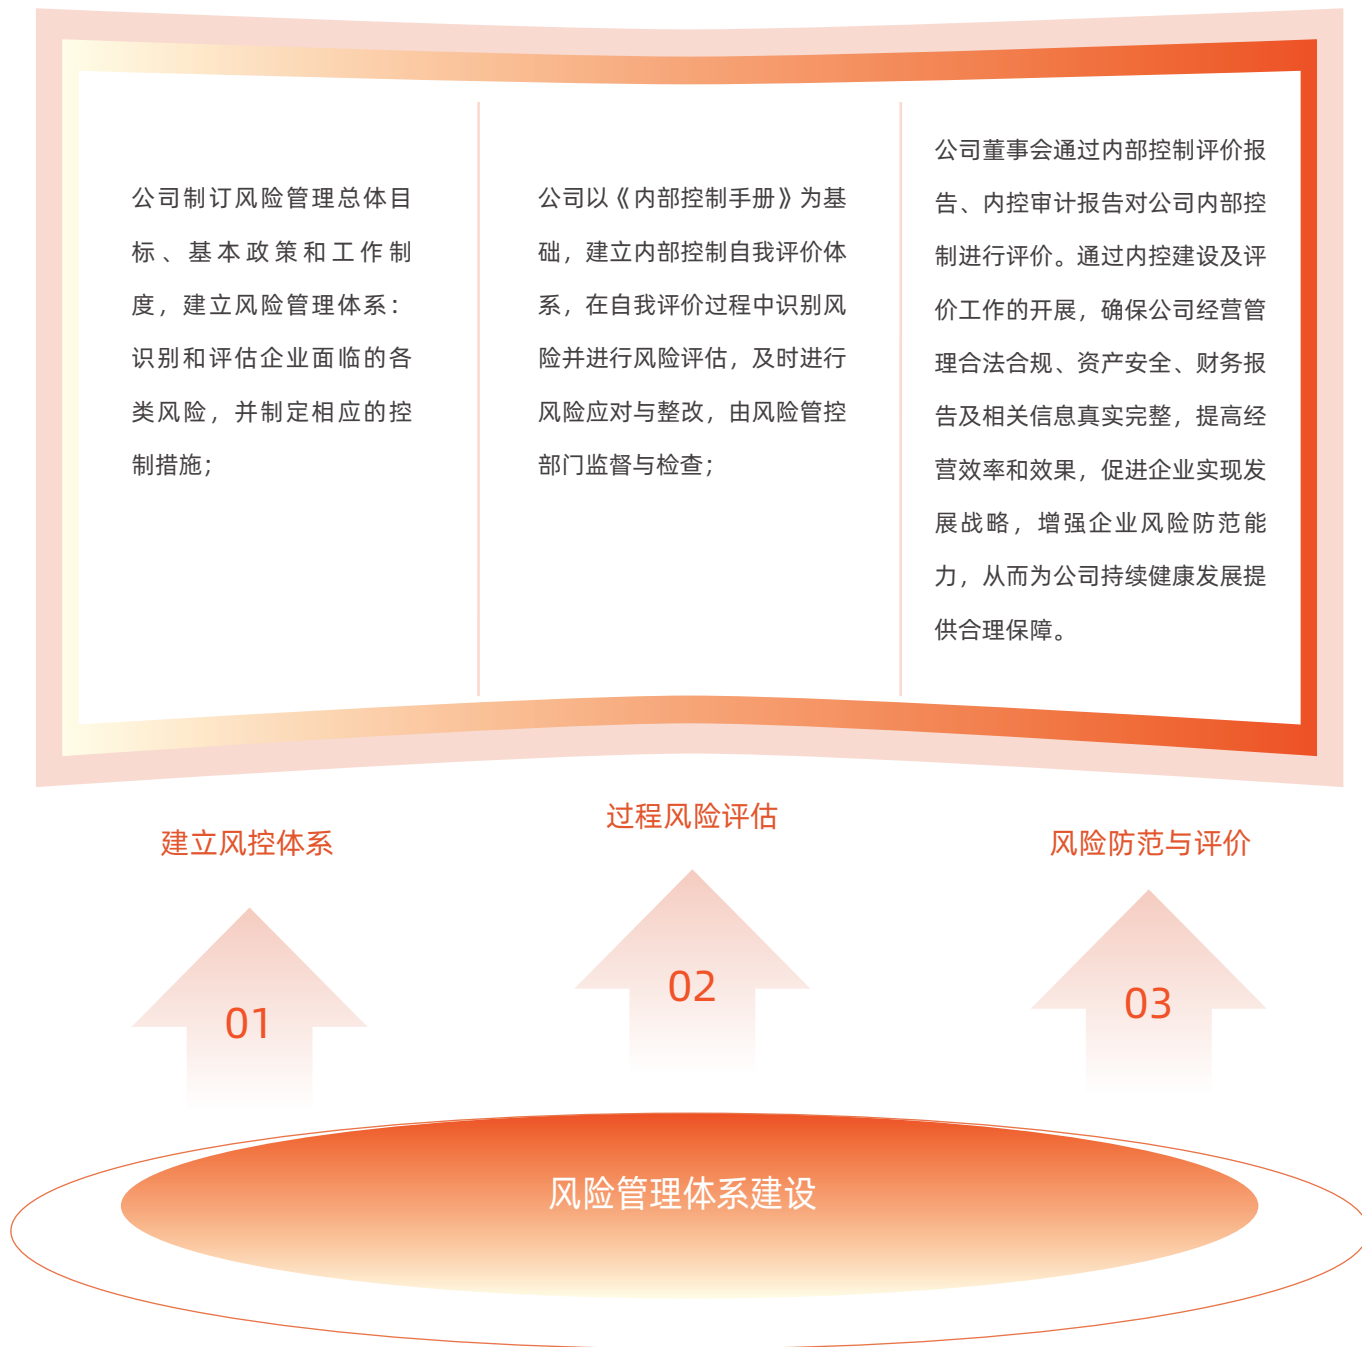 公司制订风险管理总体目
标、基本政策和工作制
度，建立风险管理体系：
识别和评估企业面临的各
类风险，并制定相应的控
制措施；
公司以《内部控制手册》为基
础，建立内部控制自我评价体
系，在自我评价过程中识别风
险并进行风险评估，及时进行
风险应对与整改，由风险管控
部门监督与检查；
公司董事会通过内部控制评价报
告、内控审计报告对公司内部控
制进行评价。通过内控建设及评
价工作的开展，确保公司经营管
理合法合规、资产安全、财务报
告及相关信息真实完整，提高经
营效率和效果，促进企业实现发
展战略，增强企业风险防范能
力，从而为公司持续健康发展提
供合理保障。
建立风控体系
过程风险评估
风险防范与评价
01
02
03
风险管理体系建设